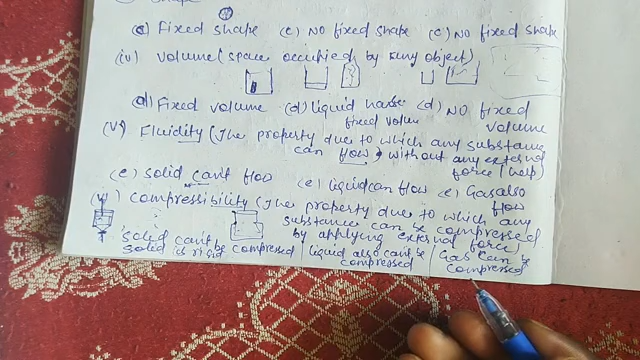 (c) Fixed shape (c) NO fixed shape (c) NO fixed shape
(iv) Volume (space occupied by any object)
(d) Fixed volume (d) liquid have fixed volum (d) NO fixed volume
(v) Fluidity (The property due to which any substance can flow, without any external force (help)
(e) solid cant flow (e) liquid can flow (e) Gas also flow
compressibility (The property due to which any substance can be compressed by applying external force)
solid can't be compressed
solid is rigid
liquid also can't be compressed
Gas can be compressed